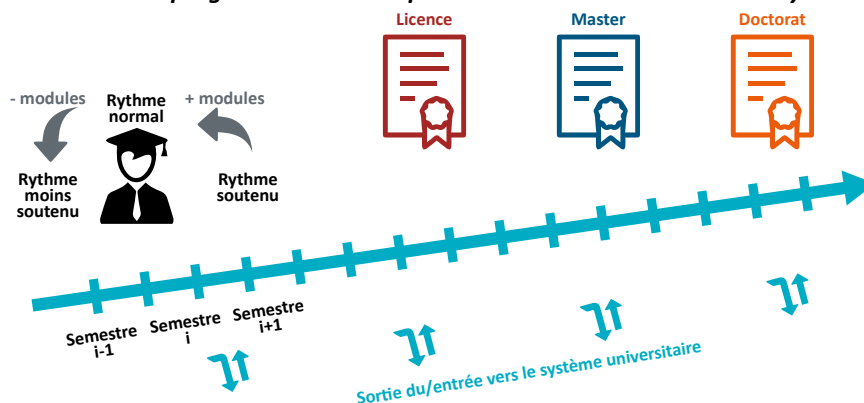 Licence
Master
Doctorat
- modules
Rythme
normal
+ modules
Rythme
moins
soutenu
Rythme
soutenu
Semestre
i-1
Semestre
i
Semestre
i+1
Sortie du/entrée vers le système universitaire